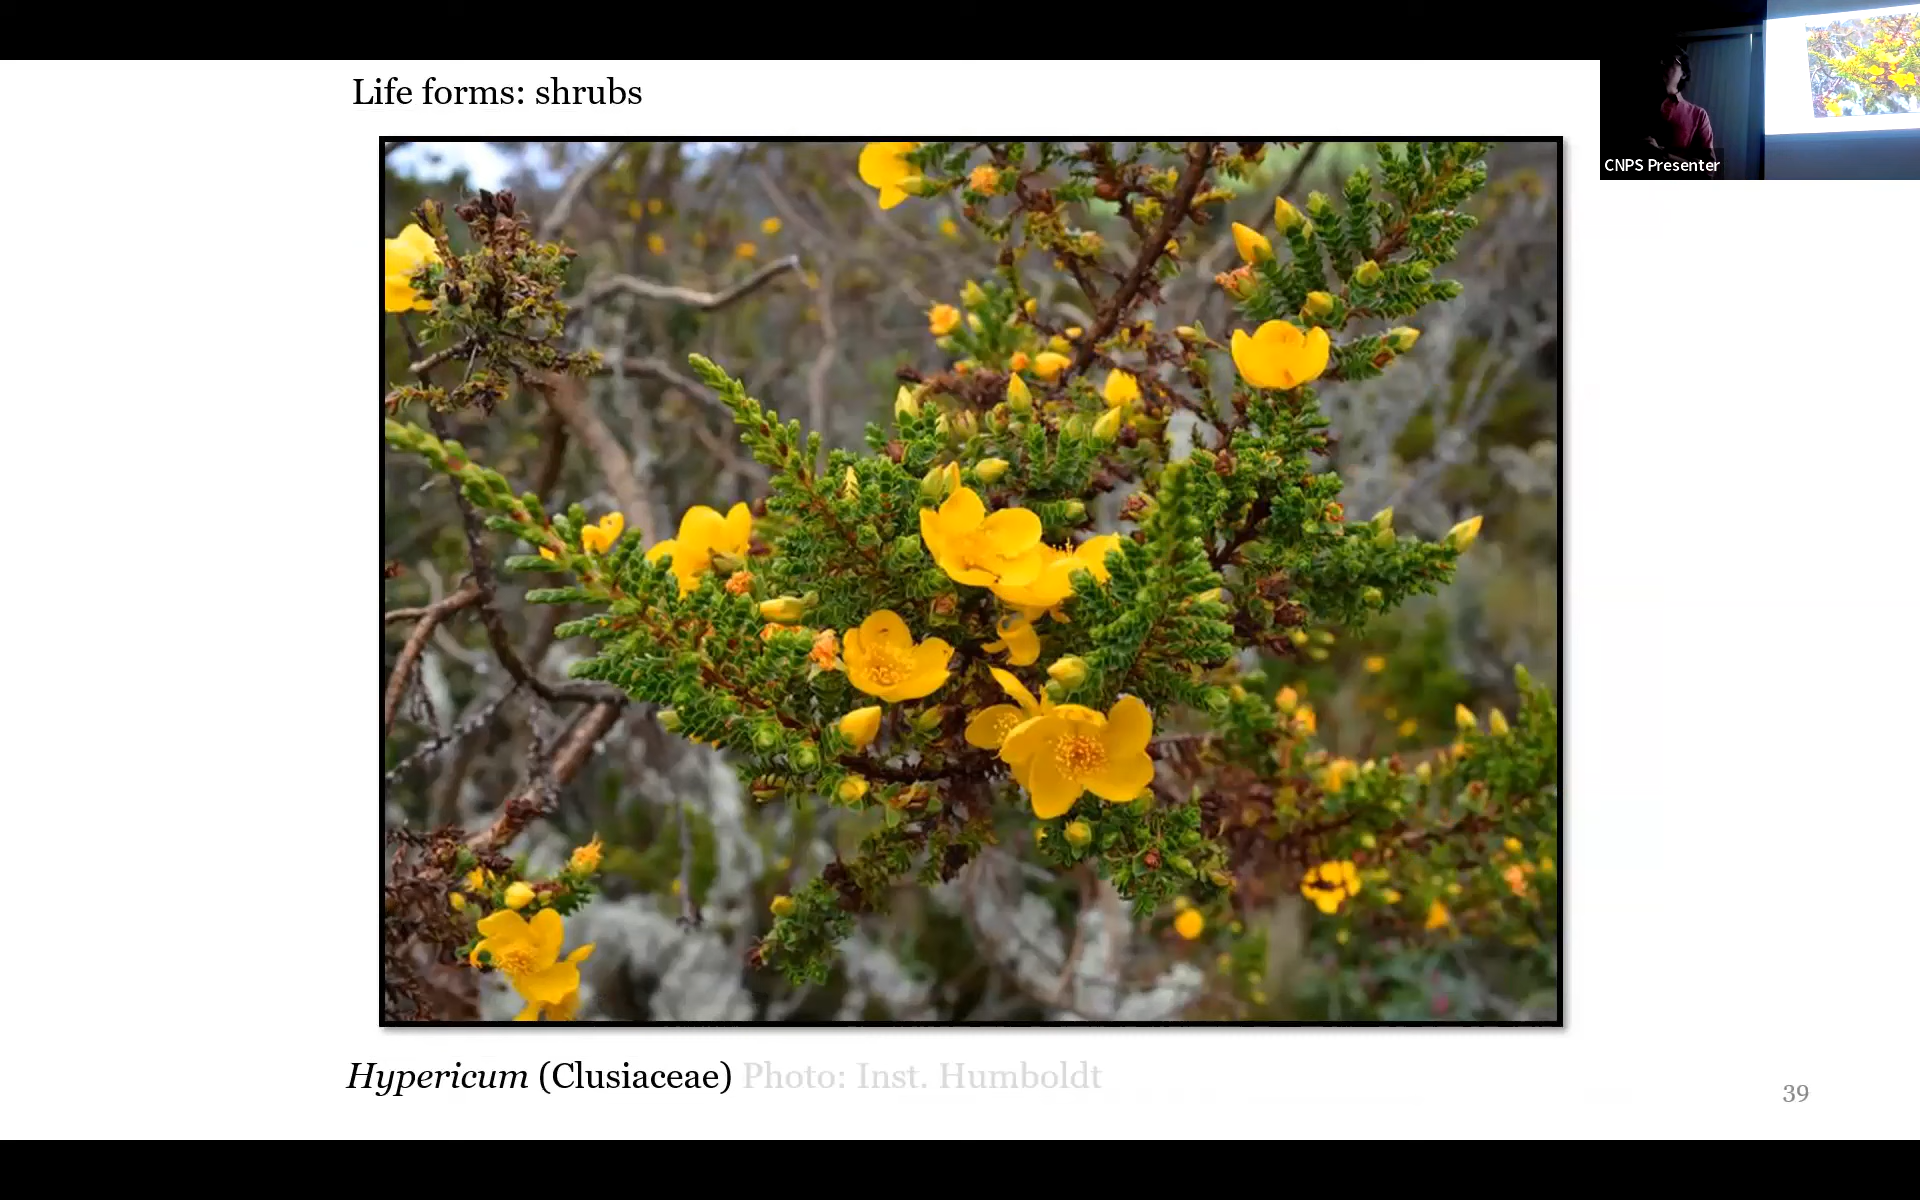 Life forms: shrubs
CNPS Presenter
Hypericum (Clusiaceae) Photo: Inst. Humboldt
39